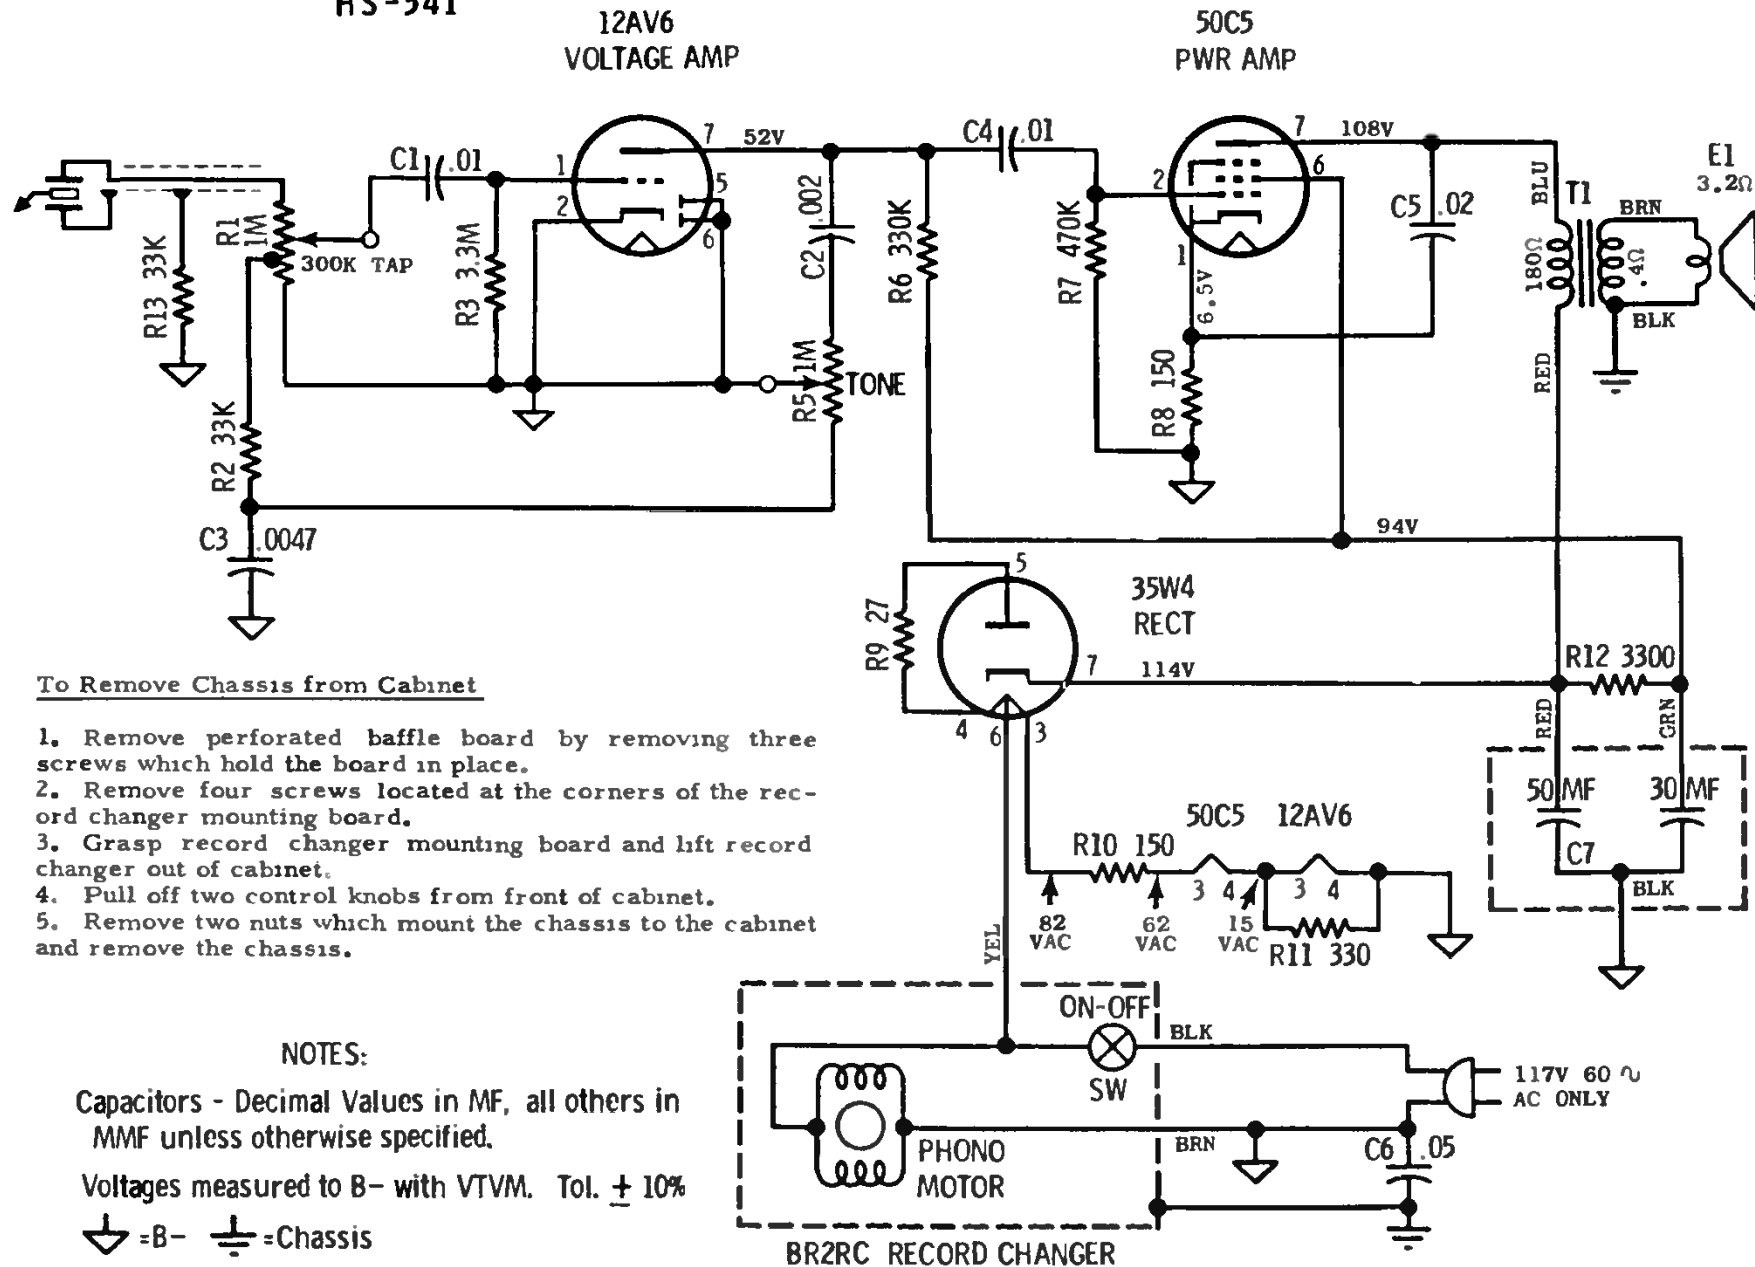 HS-541
12AV6
VOLTAGE AMP
50C5
PWR AMP
C1 .01
1
2
7
5
6
52V
R1
1M
300K TAP
R13 33K
R3 3.3M
R2 33K
C3 .0047
C2 .002
R5 1M
TONE
R6 330K
C4 .01
R7 470K
2
7
6
1
6.5V
R8 150
108V
C5 .02
BLU
T1
180Ω
.4Ω
BRN
BLK
E1
3.2Ω
RED
94V
35W4
RECT
R9 27
5
7
4
6
3
114V
R12 3300
RED
GRN
50 MF
30 MF
C7
BLK
R10 150
50C5
12AV6
3
4
3
4
82
VAC
62
VAC
15
VAC
R11 330
YEL
ON-OFF
SW
BLK
117V 60 ∿
AC ONLY
PHONO
MOTOR
BRN
C6 .05
BR2RC RECORD CHANGER
To Remove Chassis from Cabinet
1. Remove perforated baffle board by removing three
screws which hold the board in place.
2. Remove four screws located at the corners of the rec-
ord changer mounting board.
3. Grasp record changer mounting board and lift record
changer out of cabinet.
4. Pull off two control knobs from front of cabinet.
5. Remove two nuts which mount the chassis to the cabinet
and remove the chassis.
NOTES:
Capacitors - Decimal Values in MF, all others in
MMF unless otherwise specified.
Voltages measured to B- with VTVM. Tol. ± 10%
=B- =Chassis